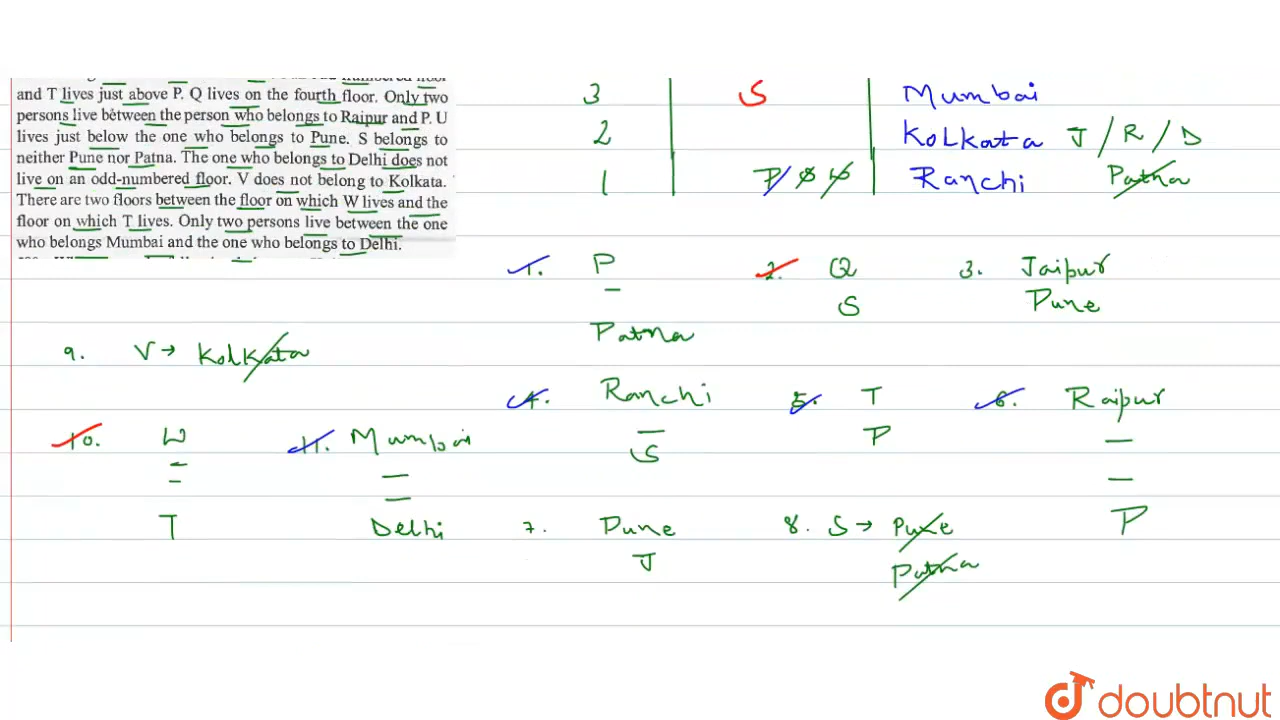 and T lives just above P. Q lives on the fourth floor. Only two
persons live between the person who belongs to Raipur and P. U
lives just below the one who belongs to Pune. S belongs to
neither Pune nor Patna. The one who belongs to Delhi does not
live on an odd-numbered floor. V does not belong to Kolkata.
There are two floors between the floor on which W lives and the
floor on which T lives. Only two persons live between the one
who belongs Mumbai and the one who belongs to Delhi.
3 S Mumbai
2 Kolkata J / R / D
1 Ranchi Patna
1. P 2. Q 3. Jaipur
S Pune
Patna
9. V → Kolkata
4. Ranchi 5. T 6. Raipur
S P
10. W 11. Mumbai
T Delhi P
7. Pune 8. S → Pune
J Patna
doubtnut